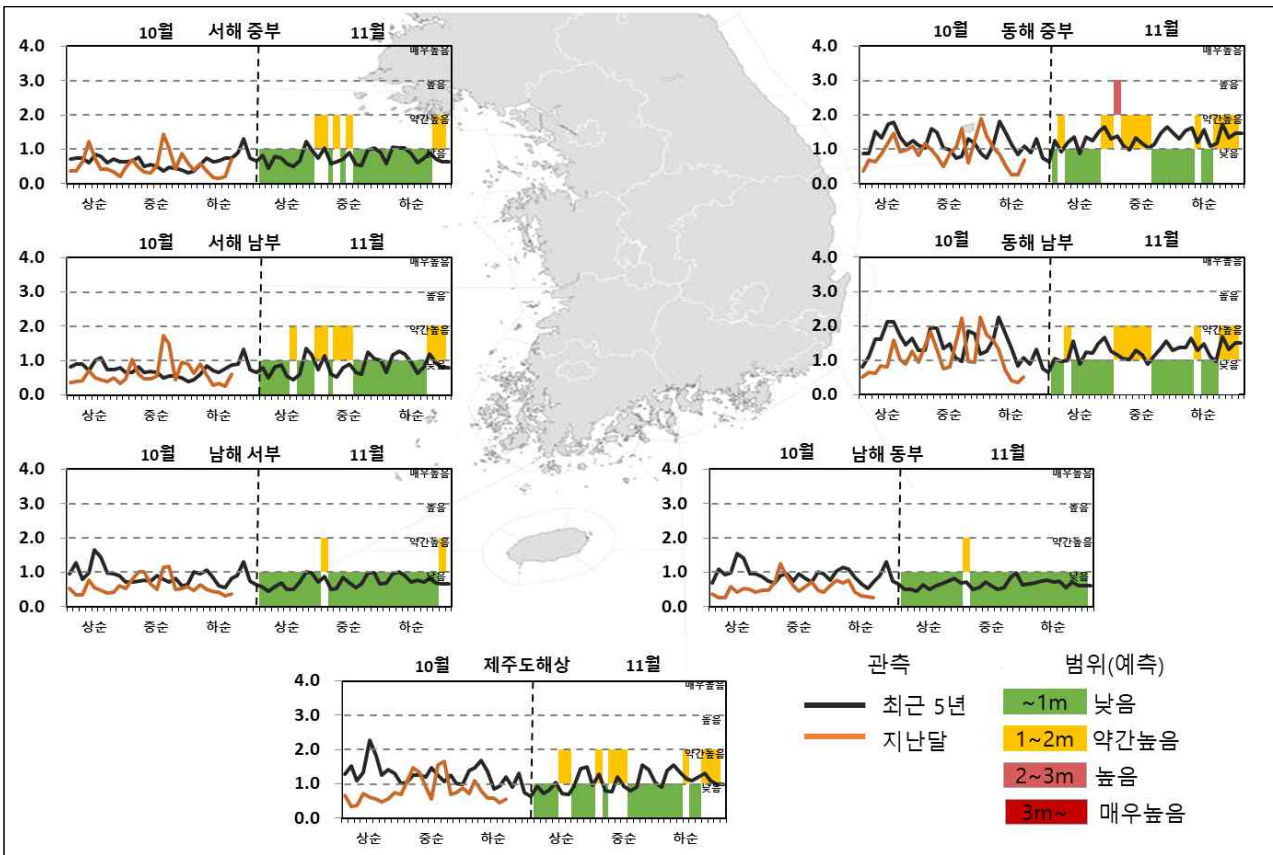 10월 서해 중부 11월
4.0 매우높음
3.0 높음
2.0 약간높음
1.0 낮음
0.0
상순 중순 하순 상순 중순 하순
10월 동해 중부 11월
4.0 매우높음
3.0 높음
2.0 약간높음
1.0 낮음
0.0
상순 중순 하순 상순 중순 하순
10월 서해 남부 11월
4.0 매우높음
3.0 높음
2.0 약간높음
1.0 낮음
0.0
상순 중순 하순 상순 중순 하순
10월 동해 남부 11월
4.0 매우높음
3.0 높음
2.0 약간높음
1.0 낮음
0.0
상순 중순 하순 상순 중순 하순
10월 남해 서부 11월
4.0 매우높음
3.0 높음
2.0 약간높음
1.0 낮음
0.0
상순 중순 하순 상순 중순 하순
10월 남해 동부 11월
4.0 매우높음
3.0 높음
2.0 약간높음
1.0 낮음
0.0
상순 중순 하순 상순 중순 하순
10월 제주도해상 11월
4.0 매우높음
3.0 높음
2.0 약간높음
1.0 낮음
0.0
상순 중순 하순 상순 중순 하순
관측 범위(예측)
최근 5년 ~1m 낮음
지난달 1~2m 약간높음
2~3m 높음
3m~ 매우높음